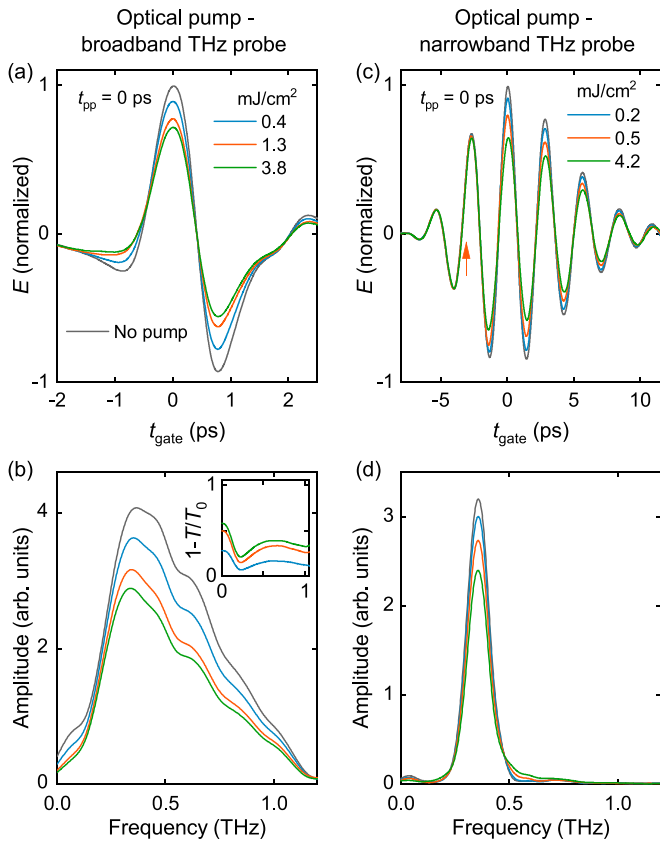 Optical pump -
broadband THz probe
Optical pump -
narrowband THz probe
(a)
t_pp = 0 ps
mJ/cm²
0.4
1.3
3.8
No pump
E (normalized)
1
0
-1
-2 -1 0 1 2
t_gate (ps)
(c)
t_pp = 0 ps
mJ/cm²
0.2
0.5
4.2
E (normalized)
1
0
-1
-5 0 5 10
t_gate (ps)
(b)
Amplitude (arb. units)
4
2
0
0.0 0.5 1.0
Frequency (THz)
1-T/T₀
1
0
0 1
(d)
Amplitude (arb. units)
3
2
1
0
0.0 0.5 1.0
Frequency (THz)